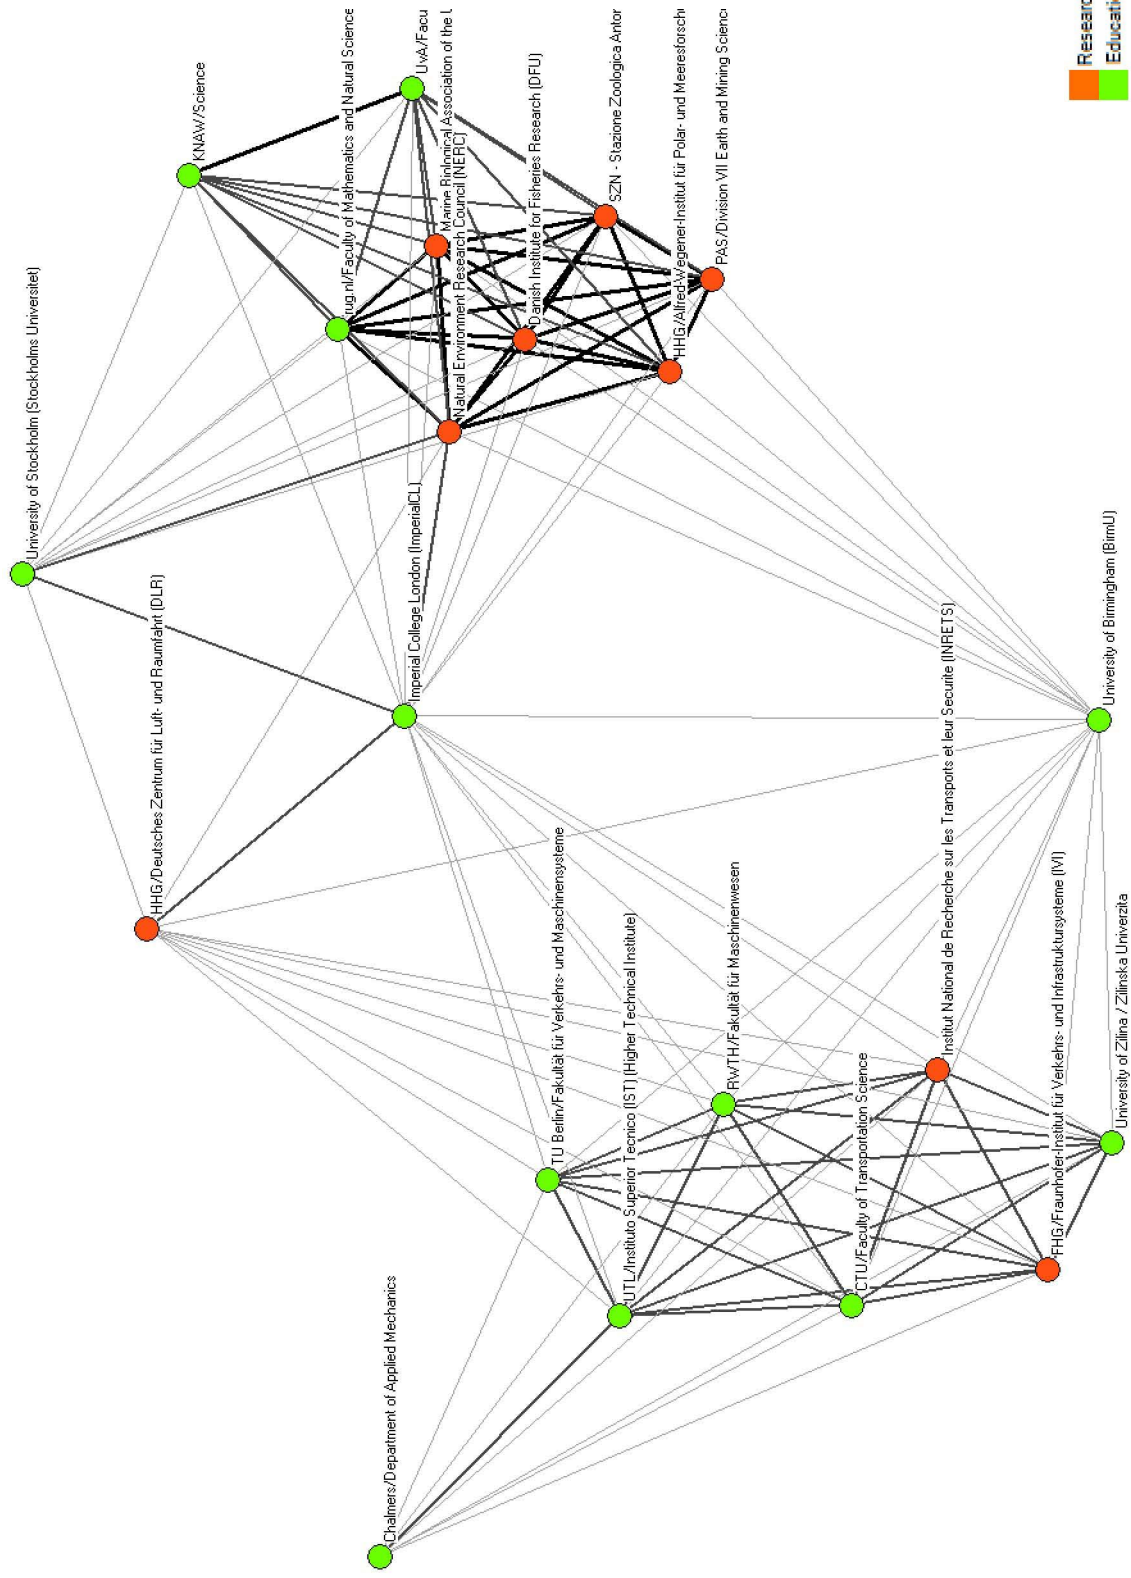 University of Stockholm (Stockholms Universitet)
KNAW/Science
HHG/Deutsches Zentrum für Luft- und Raumfahrt (DLR)
rug.nl/Faculty of Mathematics and Natural Science
UvA/Facu
Marine Biological Association of the U
Natural Environment Research Council (NERC)
Danish Institute for Fisheries Research (DFU)
SZN - Stazione Zoologica Anton
HHG/Alfred-Wegener-Institut für Polar- und Meeresforsch
PAS/Division VII Earth and Mining Scienc
Imperial College London (ImperialCL)
Chalmers/Department of Applied Mechanics
TU Berlin/Fakultät für Verkehrs- und Maschinensysteme
UTL/Instituto Superior Tecnico (IST) (Higher Technical Institute)
RWTH/Fakultät für Maschinenwesen
CTU/Faculty of Transportation Science
Institut National de Recherche sur les Transports et leur Securite (INRETS)
FHG/Fraunhofer-Institut für Verkehrs- und Infrastruktursysteme (IVI)
University of Birmingham (BirmU)
University of Zilina / Zilinska Univerzita
Researc
Educati